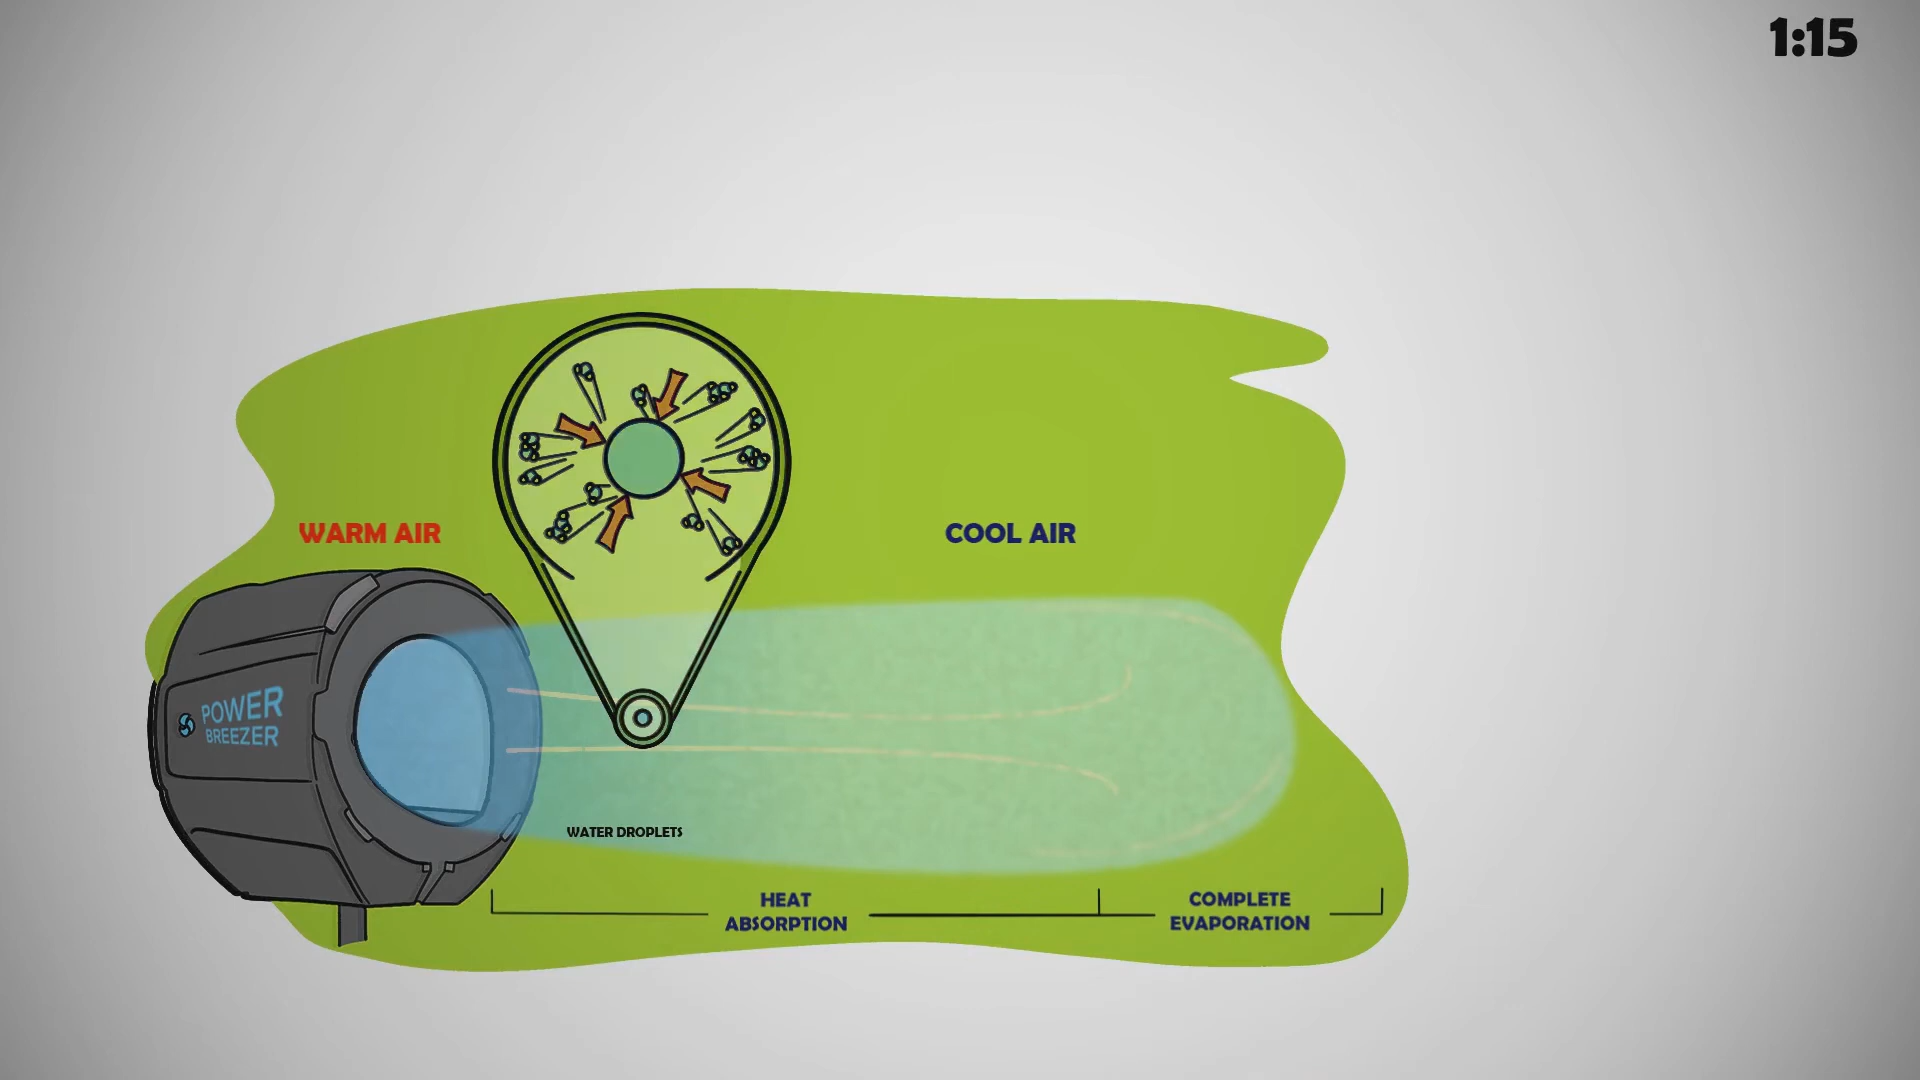 1:15
WARM AIR
COOL AIR
POWER
BREEZER
WATER DROPLETS
HEAT
ABSORPTION
COMPLETE
EVAPORATION